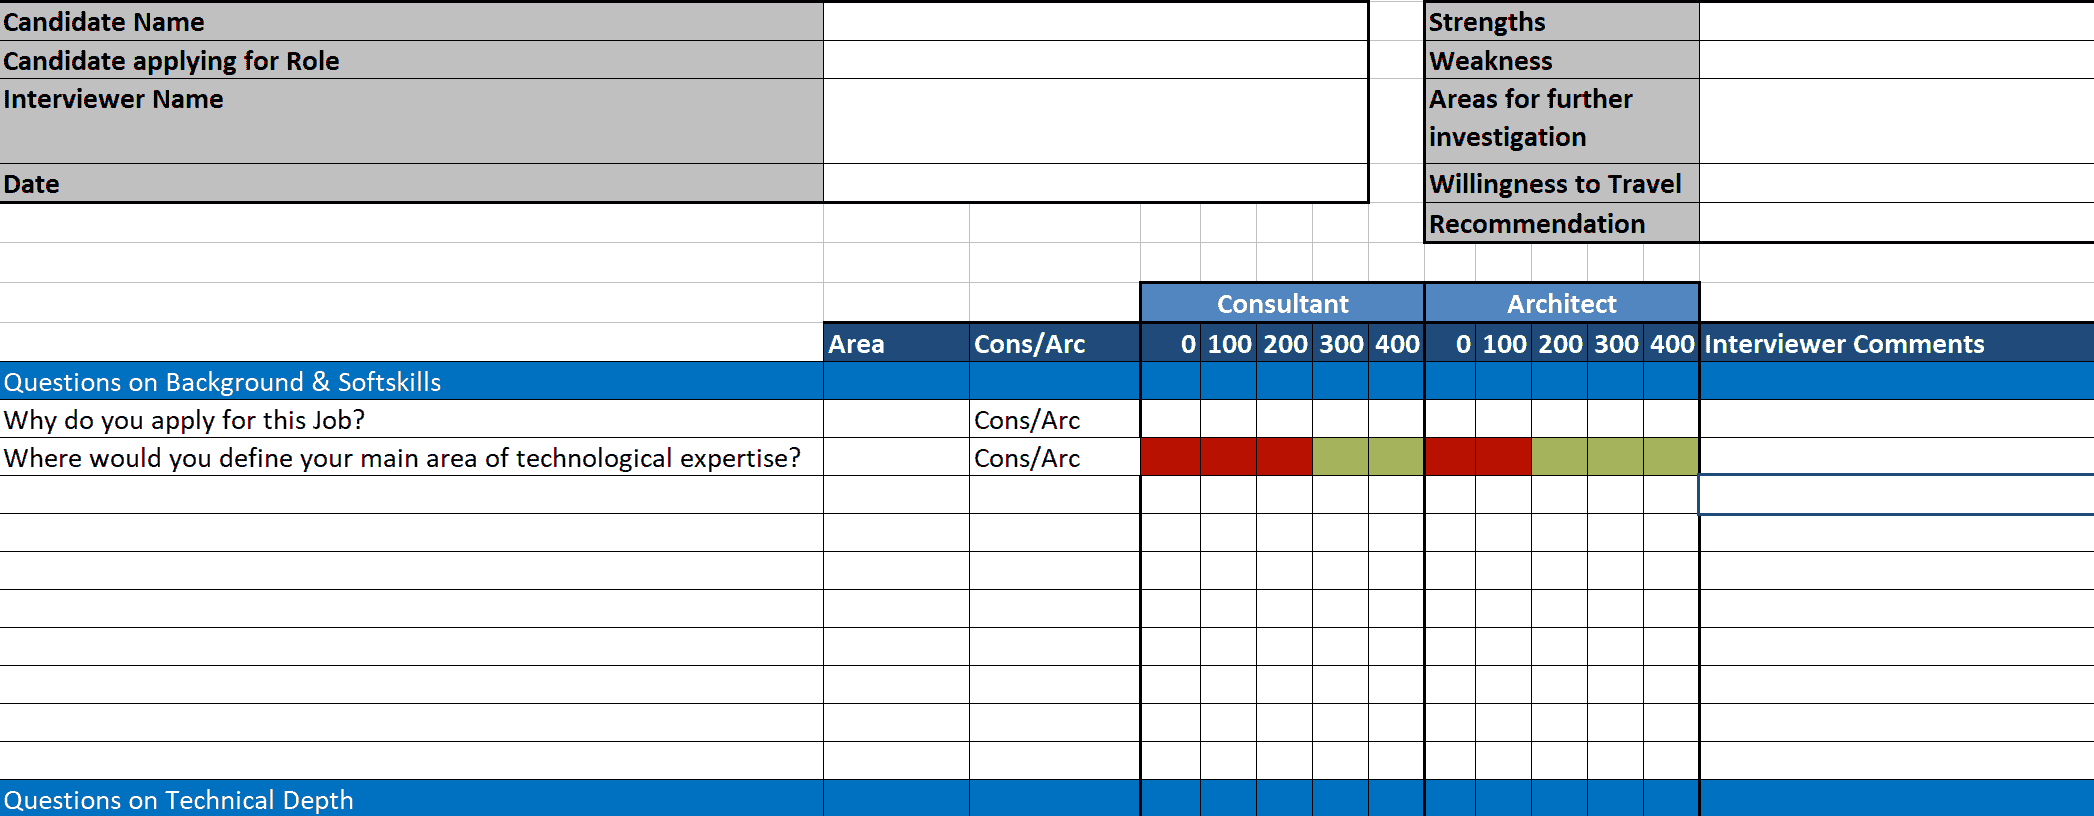 Candidate Name
Candidate applying for Role
Interviewer Name
Date
Strengths
Weakness
Areas for further
investigation
Willingness to Travel
Recommendation
Consultant Architect
Area Cons/Arc 0 100 200 300 400 0 100 200 300 400 Interviewer Comments
Questions on Background & Softskills
Why do you apply for this Job? Cons/Arc
Where would you define your main area of technological expertise? Cons/Arc
Questions on Technical Depth